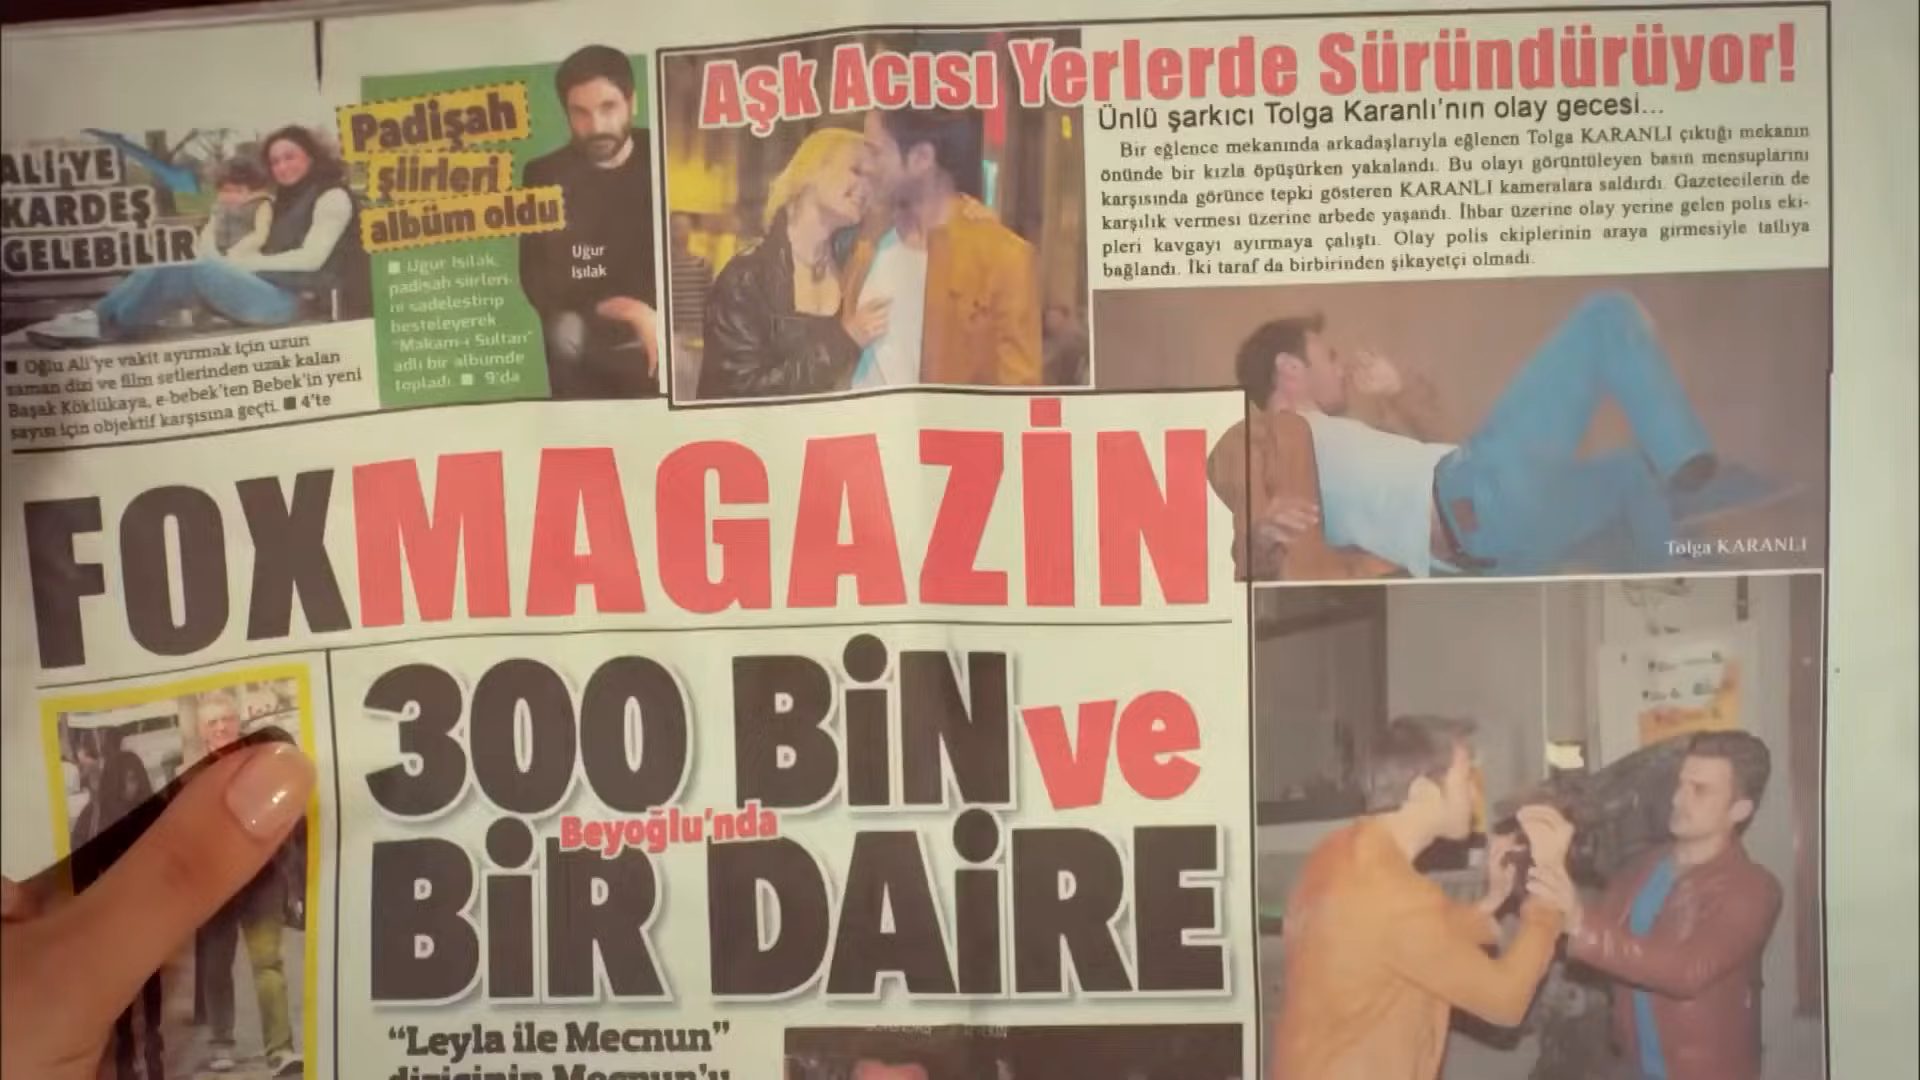 ALİ'YE
KARDEŞ
GELEBİLİR
■ Oğlu Ali'ye vakit ayırmak için uzun
zaman dizi ve film setlerinden uzak kalan
Başak Köklükaya, e-bebek'ten Bebek'in yeni
sayısı için objektif karşısına geçti. ■ 4'te
Padişah
şiirleri
albüm oldu
■ Uğur Işılak,
padişah şiirleri-
ni sadeleştirip
besteleyerek
"Makam-ı Sultan"
adlı bir albümde
topladı. ■ 9'da
Uğur
Işılak
Aşk Acısı Yerlerde Süründürüyor!
Ünlü şarkıcı Tolga Karanlı'nın olay gecesi...
Bir eğlence mekanında arkadaşlarıyla eğlenen Tolga KARANLI çıktığı mekanın
önünde bir kızla öpüşürken yakalandı. Bu olayı görüntüleyen basın mensuplarını
karşısında görünce tepki gösteren KARANLI kameralara saldırdı. Gazetecilerin de
karşılık vermesi üzerine arbede yaşandı. İhbar üzerine olay yerine gelen polis eki-
pleri kavgayı ayırmaya çalıştı. Olay polis ekiplerinin araya girmesiyle tatlıya
bağlandı. İki taraf da birbirinden şikayetçi olmadı.
Tolga KARANLI
FOXMAGAZİN
300 BİN ve
Beyoğlu'nda
BİR DAİRE
"Leyla ile Mecnun"
dizisinin Mecnun'u